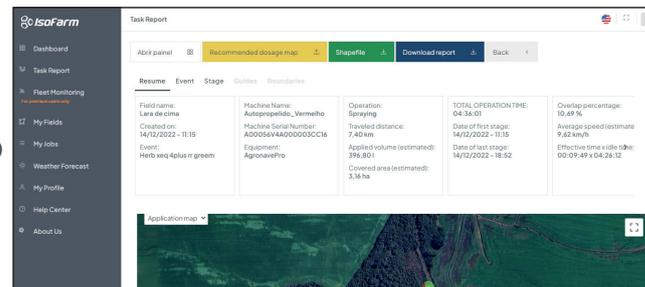 IsoFarm
Task Report
Dashboard
Task Report
Fleet Monitoring
For premium users only
My Fields
My Jobs
Weather Forecast
My Profile
Help Center
About Us
Abrir painel
Recommended dosage map
Shapefile
Download report
Back
Resume Event Stage Guides Boundaries
Field name:
Lara de cima
Created on:
14/12/2022 - 11:15
Event:
Herb xeq 4plus rr greem
Machine Name:
Autopropelido_Vermelho
Machine Serial Number:
A00056V4A000003CC16
Equipment:
AgronavePro
Operation:
Spraying
Traveled distance:
7,40 km
Applied volume (estimated):
396,80 l
Covered area (estimated):
3,16 ha
TOTAL OPERATION TIME:
04:36:01
Date of first stage:
14/12/2022 - 11:15
Date of last stage:
14/12/2022 - 18:52
Overlap percentage:
10,69 %
Average speed (estimate
9,62 km/h
Effective time x idle time:
00:09:49 x 04:26:12
Application map